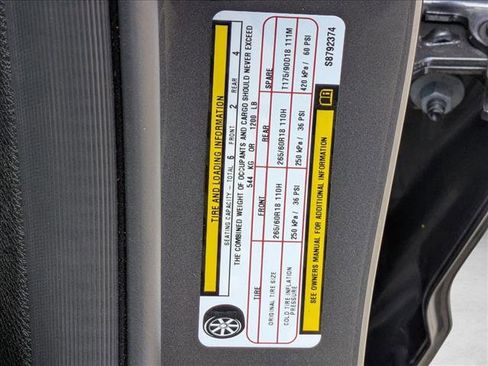 TIRE AND LOADING INFORMATION
SEATING CAPACITY - TOTAL 6 FRONT 2 REAR 4
THE COMBINED WEIGHT OF OCCUPANTS AND CARGO SHOULD NEVER EXCEED
544 KG OR 1200 LB
TIRE FRONT REAR SPARE
ORIGINAL TIRE SIZE 265/60R18 110H 265/60R18 110H T175/90D18 111M
COLD TIRE INFLATION PRESSURE 250 kPa / 36 PSI 250 kPa / 36 PSI 420 kPa / 60 PSI
SEE OWNERS MANUAL FOR ADDITIONAL INFORMATION
S8792374